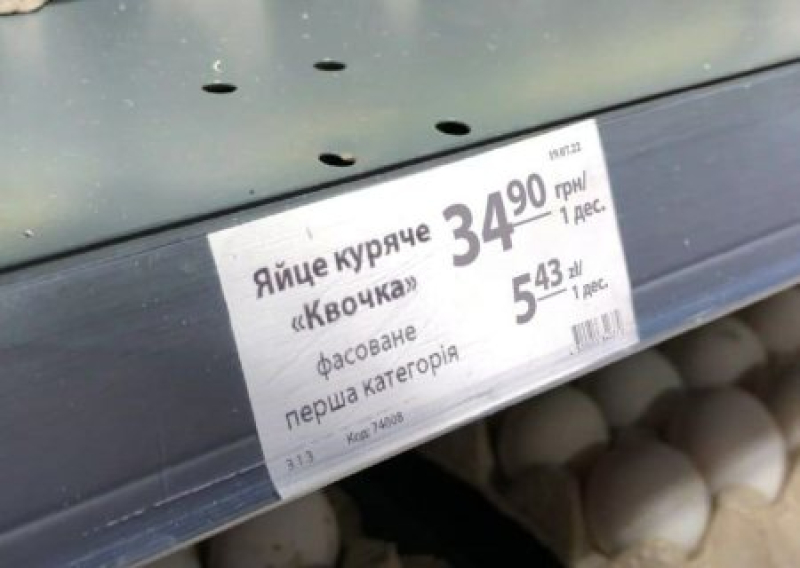 19.07.22
Яйце куряче
«Квочка»
фасоване
перша категорія
34 90 грн/
1 дес.
5 43 zł/
1 дес.
3 1 3 Код: 74008